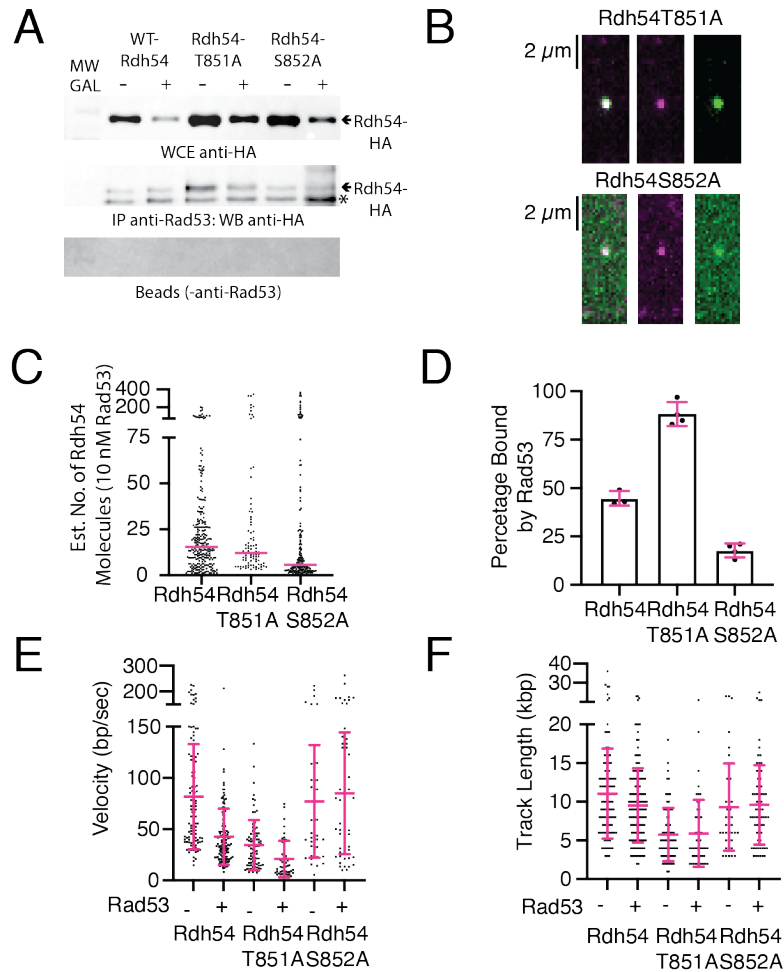 A
WT-
Rdh54
Rdh54-
T851A
Rdh54-
S852A
MW
GAL
- + - + - +
Rdh54-
HA
WCE anti-HA
Rdh54-
HA
*
IP anti-Rad53: WB anti-HA
Beads (-anti-Rad53)
B
Rdh54T851A
2 µm
Rdh54S852A
2 µm
C
Est. No. of Rdh54
Molecules (10 nM Rad53)
400
200
75
50
25
0
Rdh54 Rdh54 Rdh54
T851A S852A
D
Percetage Bound
by Rad53
100
75
50
25
0
Rdh54 Rdh54 Rdh54
T851A S852A
E
Velocity (bp/sec)
300
200
150
100
50
0
Rad53 - + - + - +
Rdh54 Rdh54 Rdh54
T851A S852A
F
Track Length (kbp)
40
30
20
15
10
5
0
Rad53 - + - + - +
Rdh54 Rdh54 Rdh54
T851A S852A